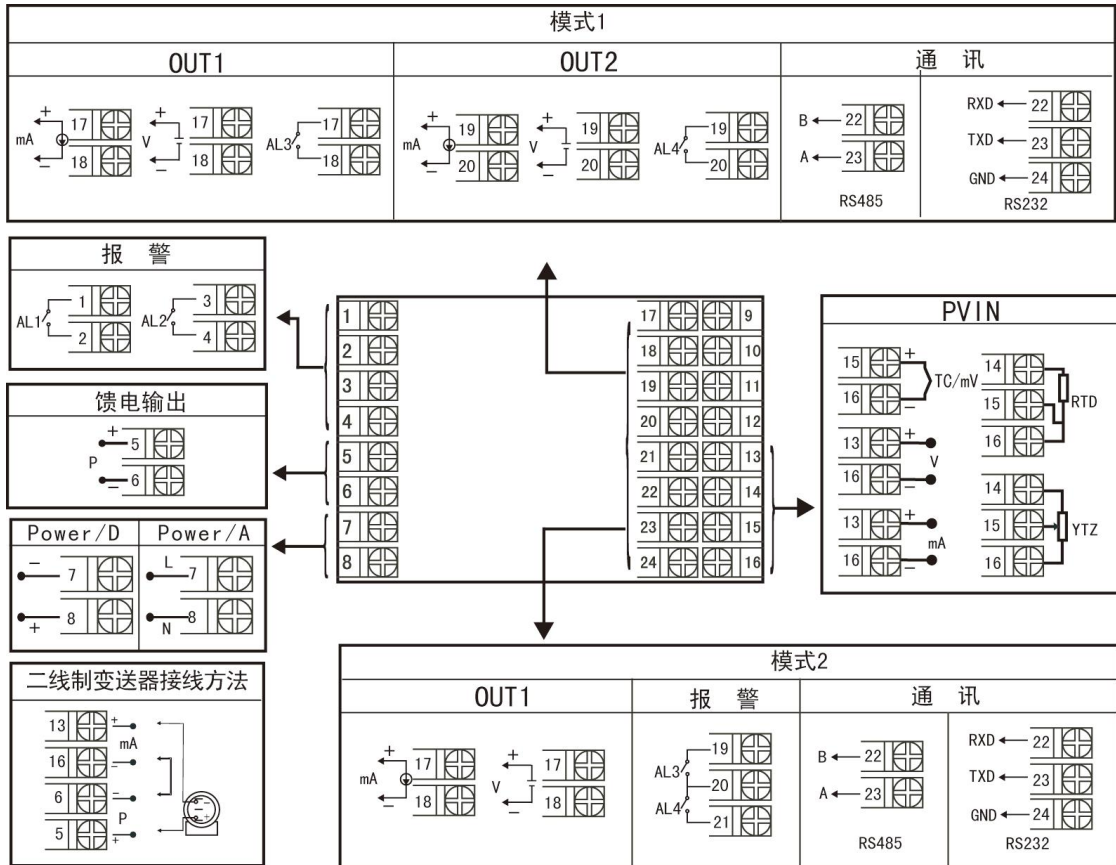 模式1
OUT1
OUT2
通 讯
+ mA − 17 18
+ V − 17 18
AL3 17 18
+ mA − 19 20
+ V − 19 20
AL4 19 20
B 22
A 23
RS485
RXD 22
TXD 23
GND 24
RS232
报 警
AL1 1 2
AL2 3 4
馈电输出
+ P − 5 6
Power/D
− 7
+ 8
Power/A
L 7
N 8
二线制变送器接线方法
13 + mA
16 −
6 − P
5 +
− +
1
2
3
4
5
6
7
8
17 9
18 10
19 11
20 12
21 13
22 14
23 15
24 16
PVIN
15 + TC/mV
16 −
13 + V
16 −
13 + mA
16 −
14
15 RTD
16
14
15 YTZ
16
模式2
OUT1
报 警
通 讯
+ mA − 17 18
+ V − 17 18
AL3 19
20
AL4 21
B 22
A 23
RS485
RXD 22
TXD 23
GND 24
RS232